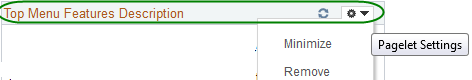 Top Menu Features Description
Minimize
Pagelet Settings
Remove